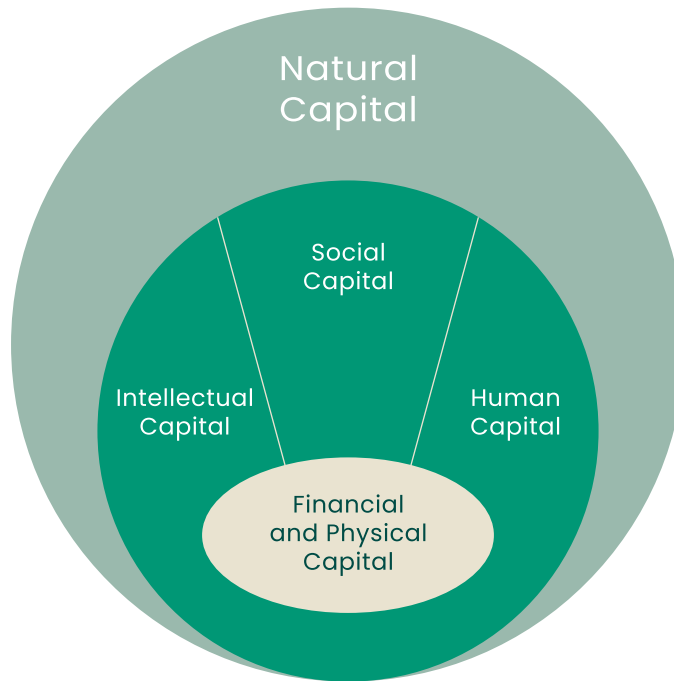 Natural
Capital
Social
Capital
Intellectual
Capital
Human
Capital
Financial
and Physical
Capital